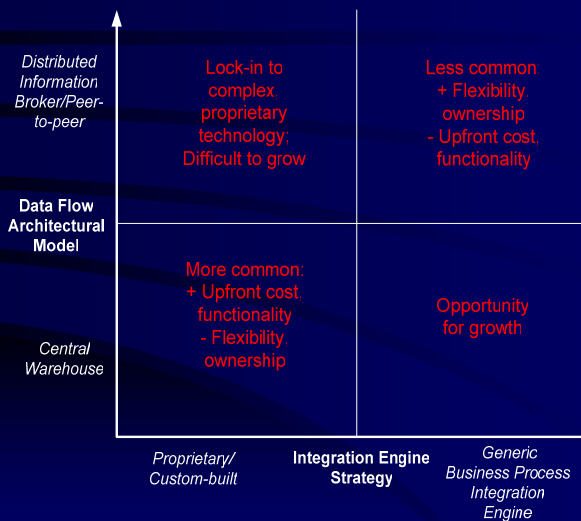 Distributed
Information
Broker/Peer-
to-peer
Lock-in to
complex,
proprietary
technology;
Difficult to grow
Less common:
+ Flexibility,
ownership
- Upfront cost,
functionality
Data Flow
Architectural
Model
More common:
+ Upfront cost,
functionality
- Flexibility,
ownership
Opportunity
for growth
Central
Warehouse
Proprietary/
Custom-built
Integration Engine
Strategy
Generic
Business Process
Integration
Engine